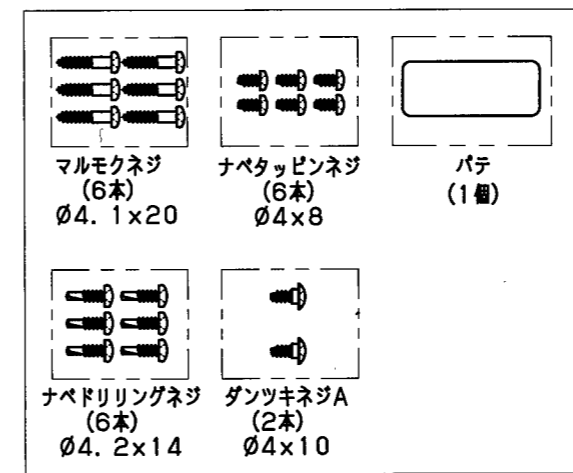 マルモクネジ
(6本)
Ø4. 1x20
ナベタッピンネジ
(6本)
Ø4x8
パテ
(1個)
ナベドリリングネジ
(6本)
Ø4. 2x14
ダンツキネジA
(2本)
Ø4x10